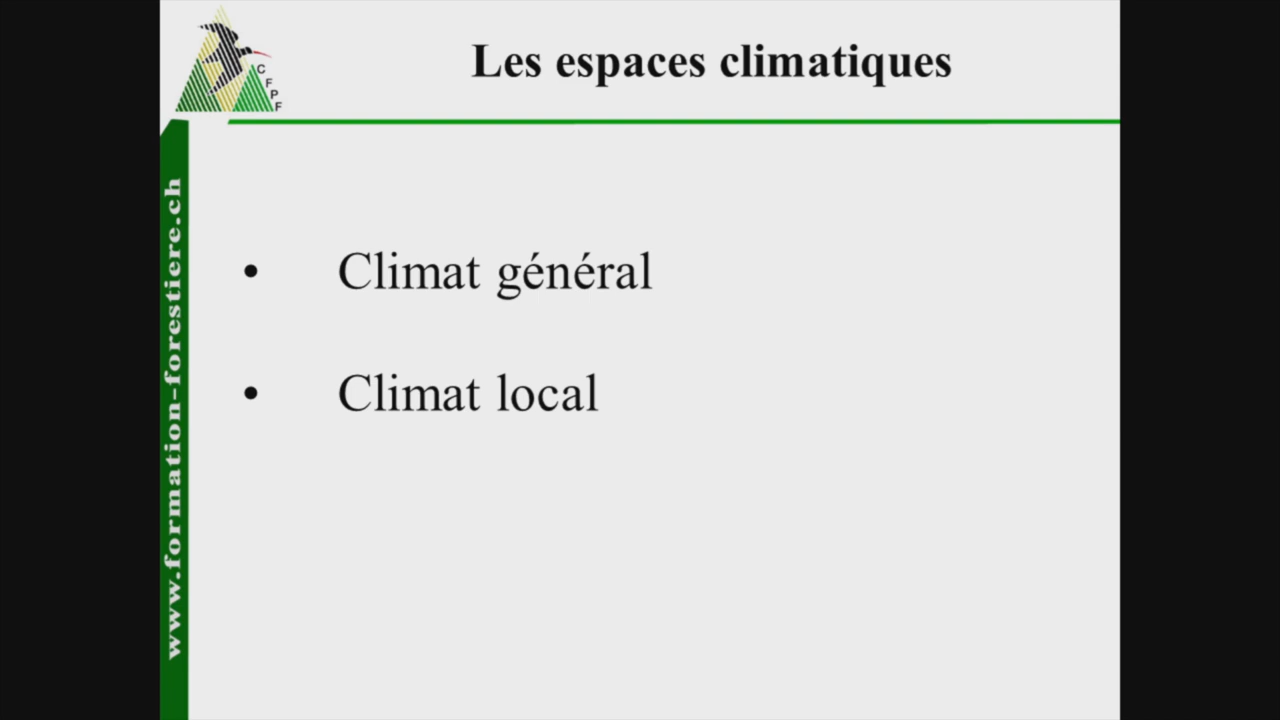 Les espaces climatiques
C
F
P
F
www.formation-forestiere.ch
• Climat général
• Climat local